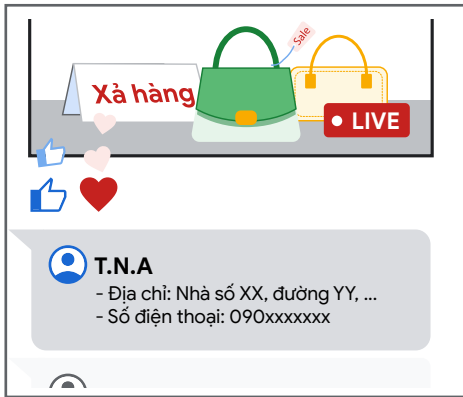 Sale
Xả hàng
LIVE
T.N.A
- Địa chỉ: Nhà số XX, đường YY, ...
- Số điện thoại: 090xxxxxxx